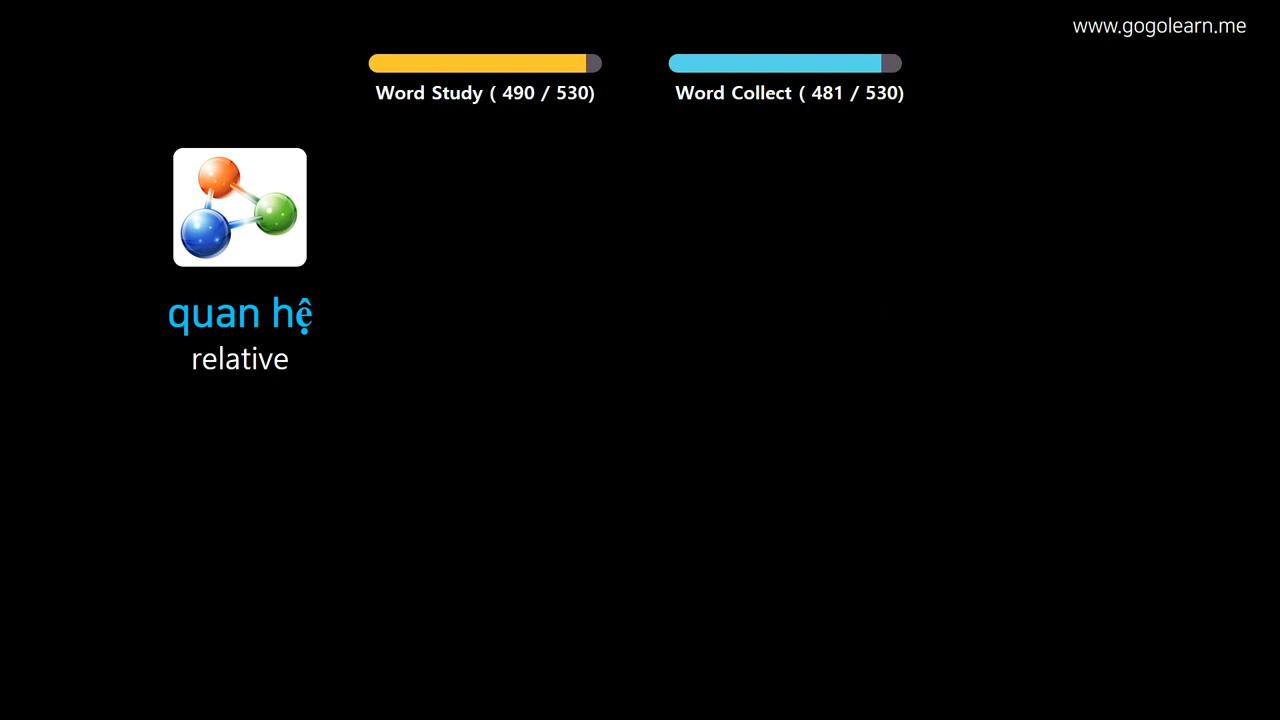 www.gogolearn.me
Word Study ( 490 / 530)
Word Collect ( 481 / 530)
quan hệ
relative